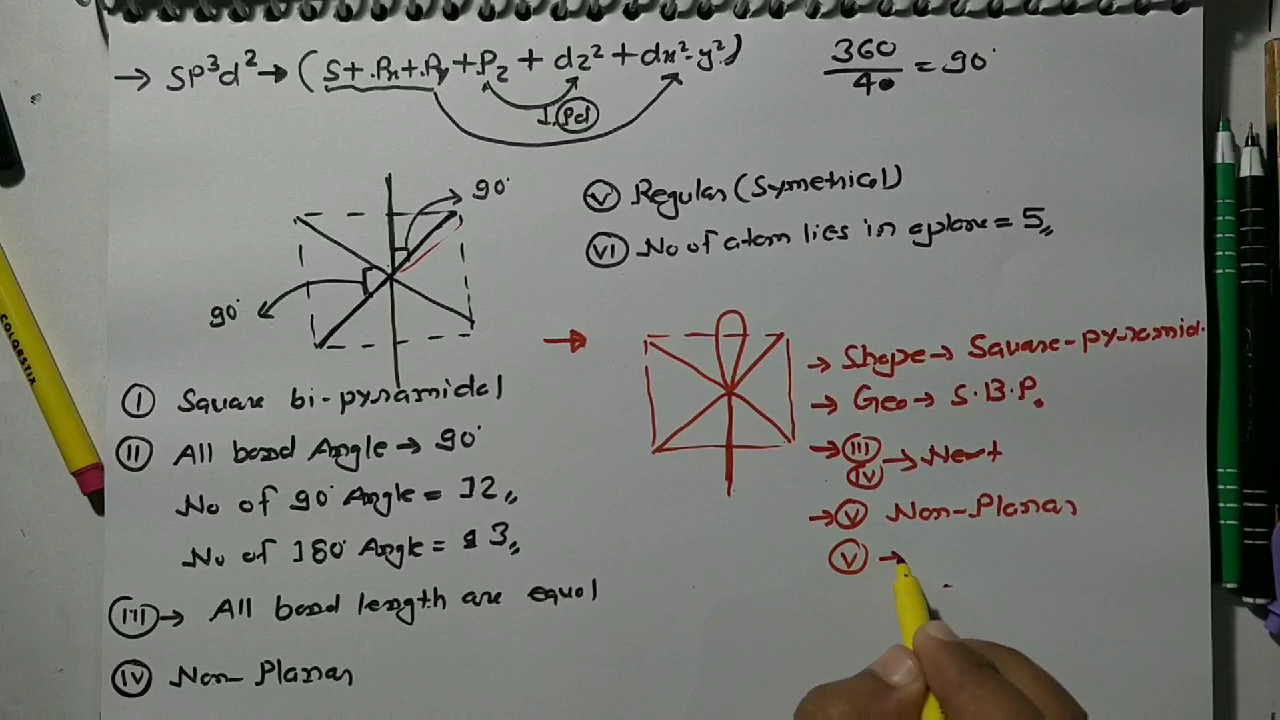 → SP³d² → (S + Px + Py + Pz + dz² + dx²-y²)
360/40 = 90°
I. Pd
90°
90°
(V) Regular (Symetrical)
(VI) No of atom lies in a plane = 5,,
(I) Square bi-pyramidal
(II) All bond Angle → 90°
No of 90° Angle = 12,,
No of 180° Angle = 3,,
(III) → All bond length are equal
(IV) Non-Planar
→ Shape → Square-pyramid.
→ Geo → S.B.P.
→ (III)
(IV) → Next
→ (V) Non-Planar
(V) →
COLORSTIX